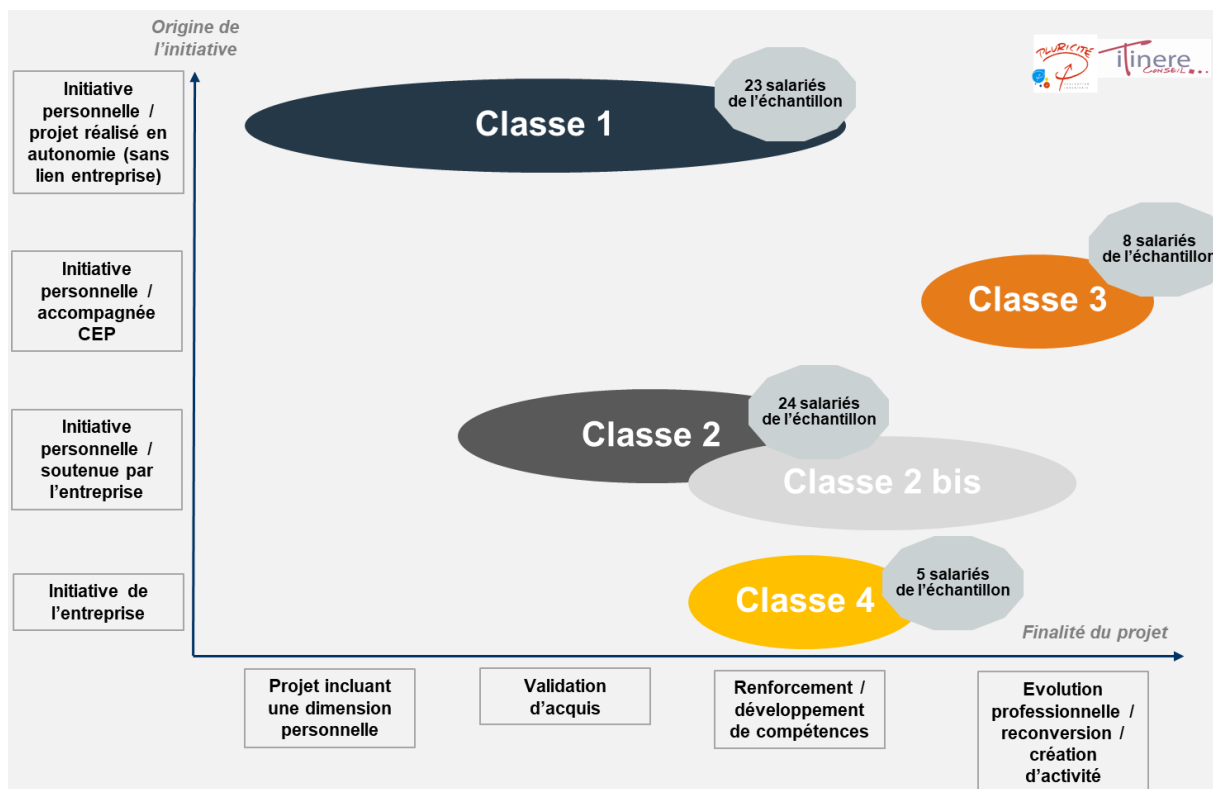 Origine de
l'initiative
PLURICITÉ
itinere
CONSEIL...
Initiative
personnelle /
projet réalisé en
autonomie (sans
lien entreprise)
Classe 1
23 salariés
de l'échantillon
Initiative
personnelle /
accompagnée
CEP
Classe 3
8 salariés
de l'échantillon
Initiative
personnelle /
soutenue par
l'entreprise
Classe 2
24 salariés
de l'échantillon
Classe 2 bis
Initiative de
l'entreprise
Classe 4
5 salariés
de l'échantillon
Finalité du projet
Projet incluant
une dimension
personnelle
Validation
d'acquis
Renforcement /
développement
de compétences
Evolution
professionnelle /
reconversion /
création
d'activité